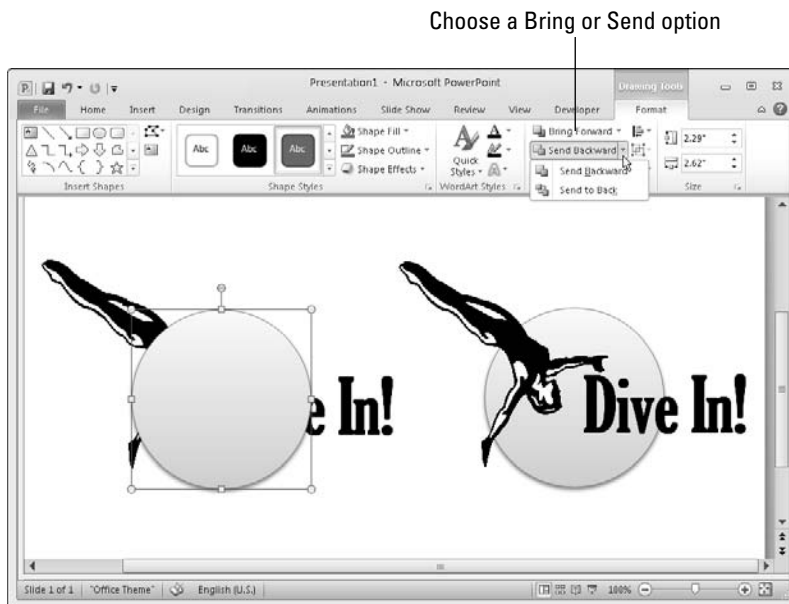 Choose a Bring or Send option
Presentation1 - Microsoft PowerPoint
Drawing Tools
File Home Insert Design Transitions Animations Slide Show Review View Developer Format
Abc Abc Abc
Shape Fill
Shape Outline
Shape Effects
Quick Styles
Bring Forward
Send Backward
Send Backward
Send to Back
2.29"
2.62"
Insert Shapes Shape Styles WordArt Styles Size
e In!
Dive In!
Slide 1 of 1 "Office Theme" English (U.S.) 100%